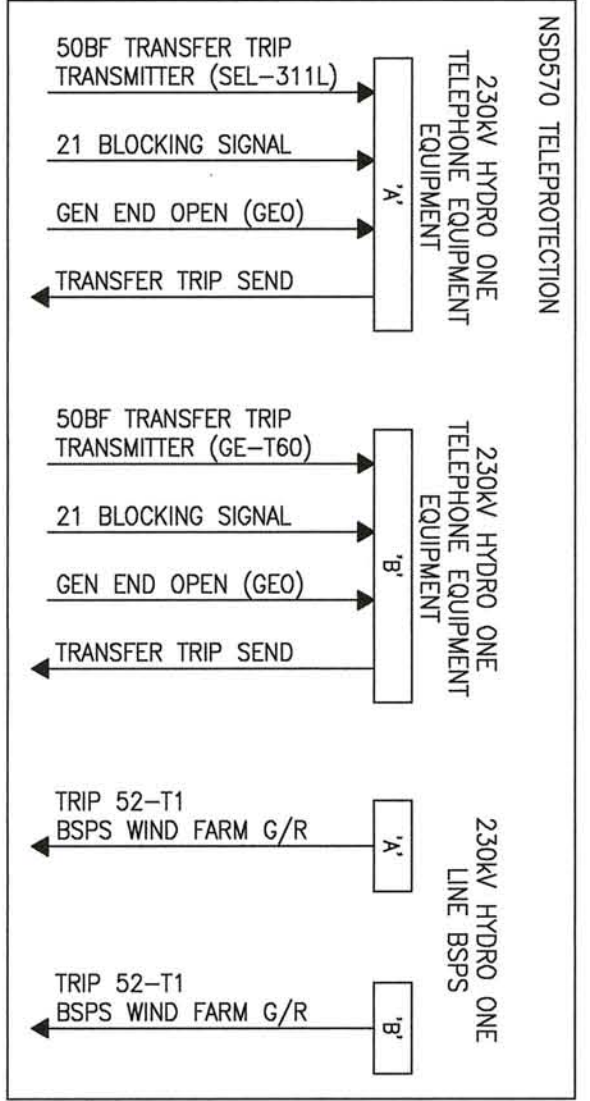 NSD570 TELEPROTECTION
50BF TRANSFER TRIP
TRANSMITTER (SEL-311L)
21 BLOCKING SIGNAL
GEN END OPEN (GEO)
TRANSFER TRIP SEND
'A'
230kV HYDRO ONE
TELEPHONE EQUIPMENT
EQUIPMENT
50BF TRANSFER TRIP
TRANSMITTER (GE-T60)
21 BLOCKING SIGNAL
GEN END OPEN (GEO)
TRANSFER TRIP SEND
'B'
230kV HYDRO ONE
TELEPHONE EQUIPMENT
EQUIPMENT
TRIP 52-T1
BSPS WIND FARM G/R
'A'
TRIP 52-T1
BSPS WIND FARM G/R
'B'
230kV HYDRO ONE
LINE BSPS